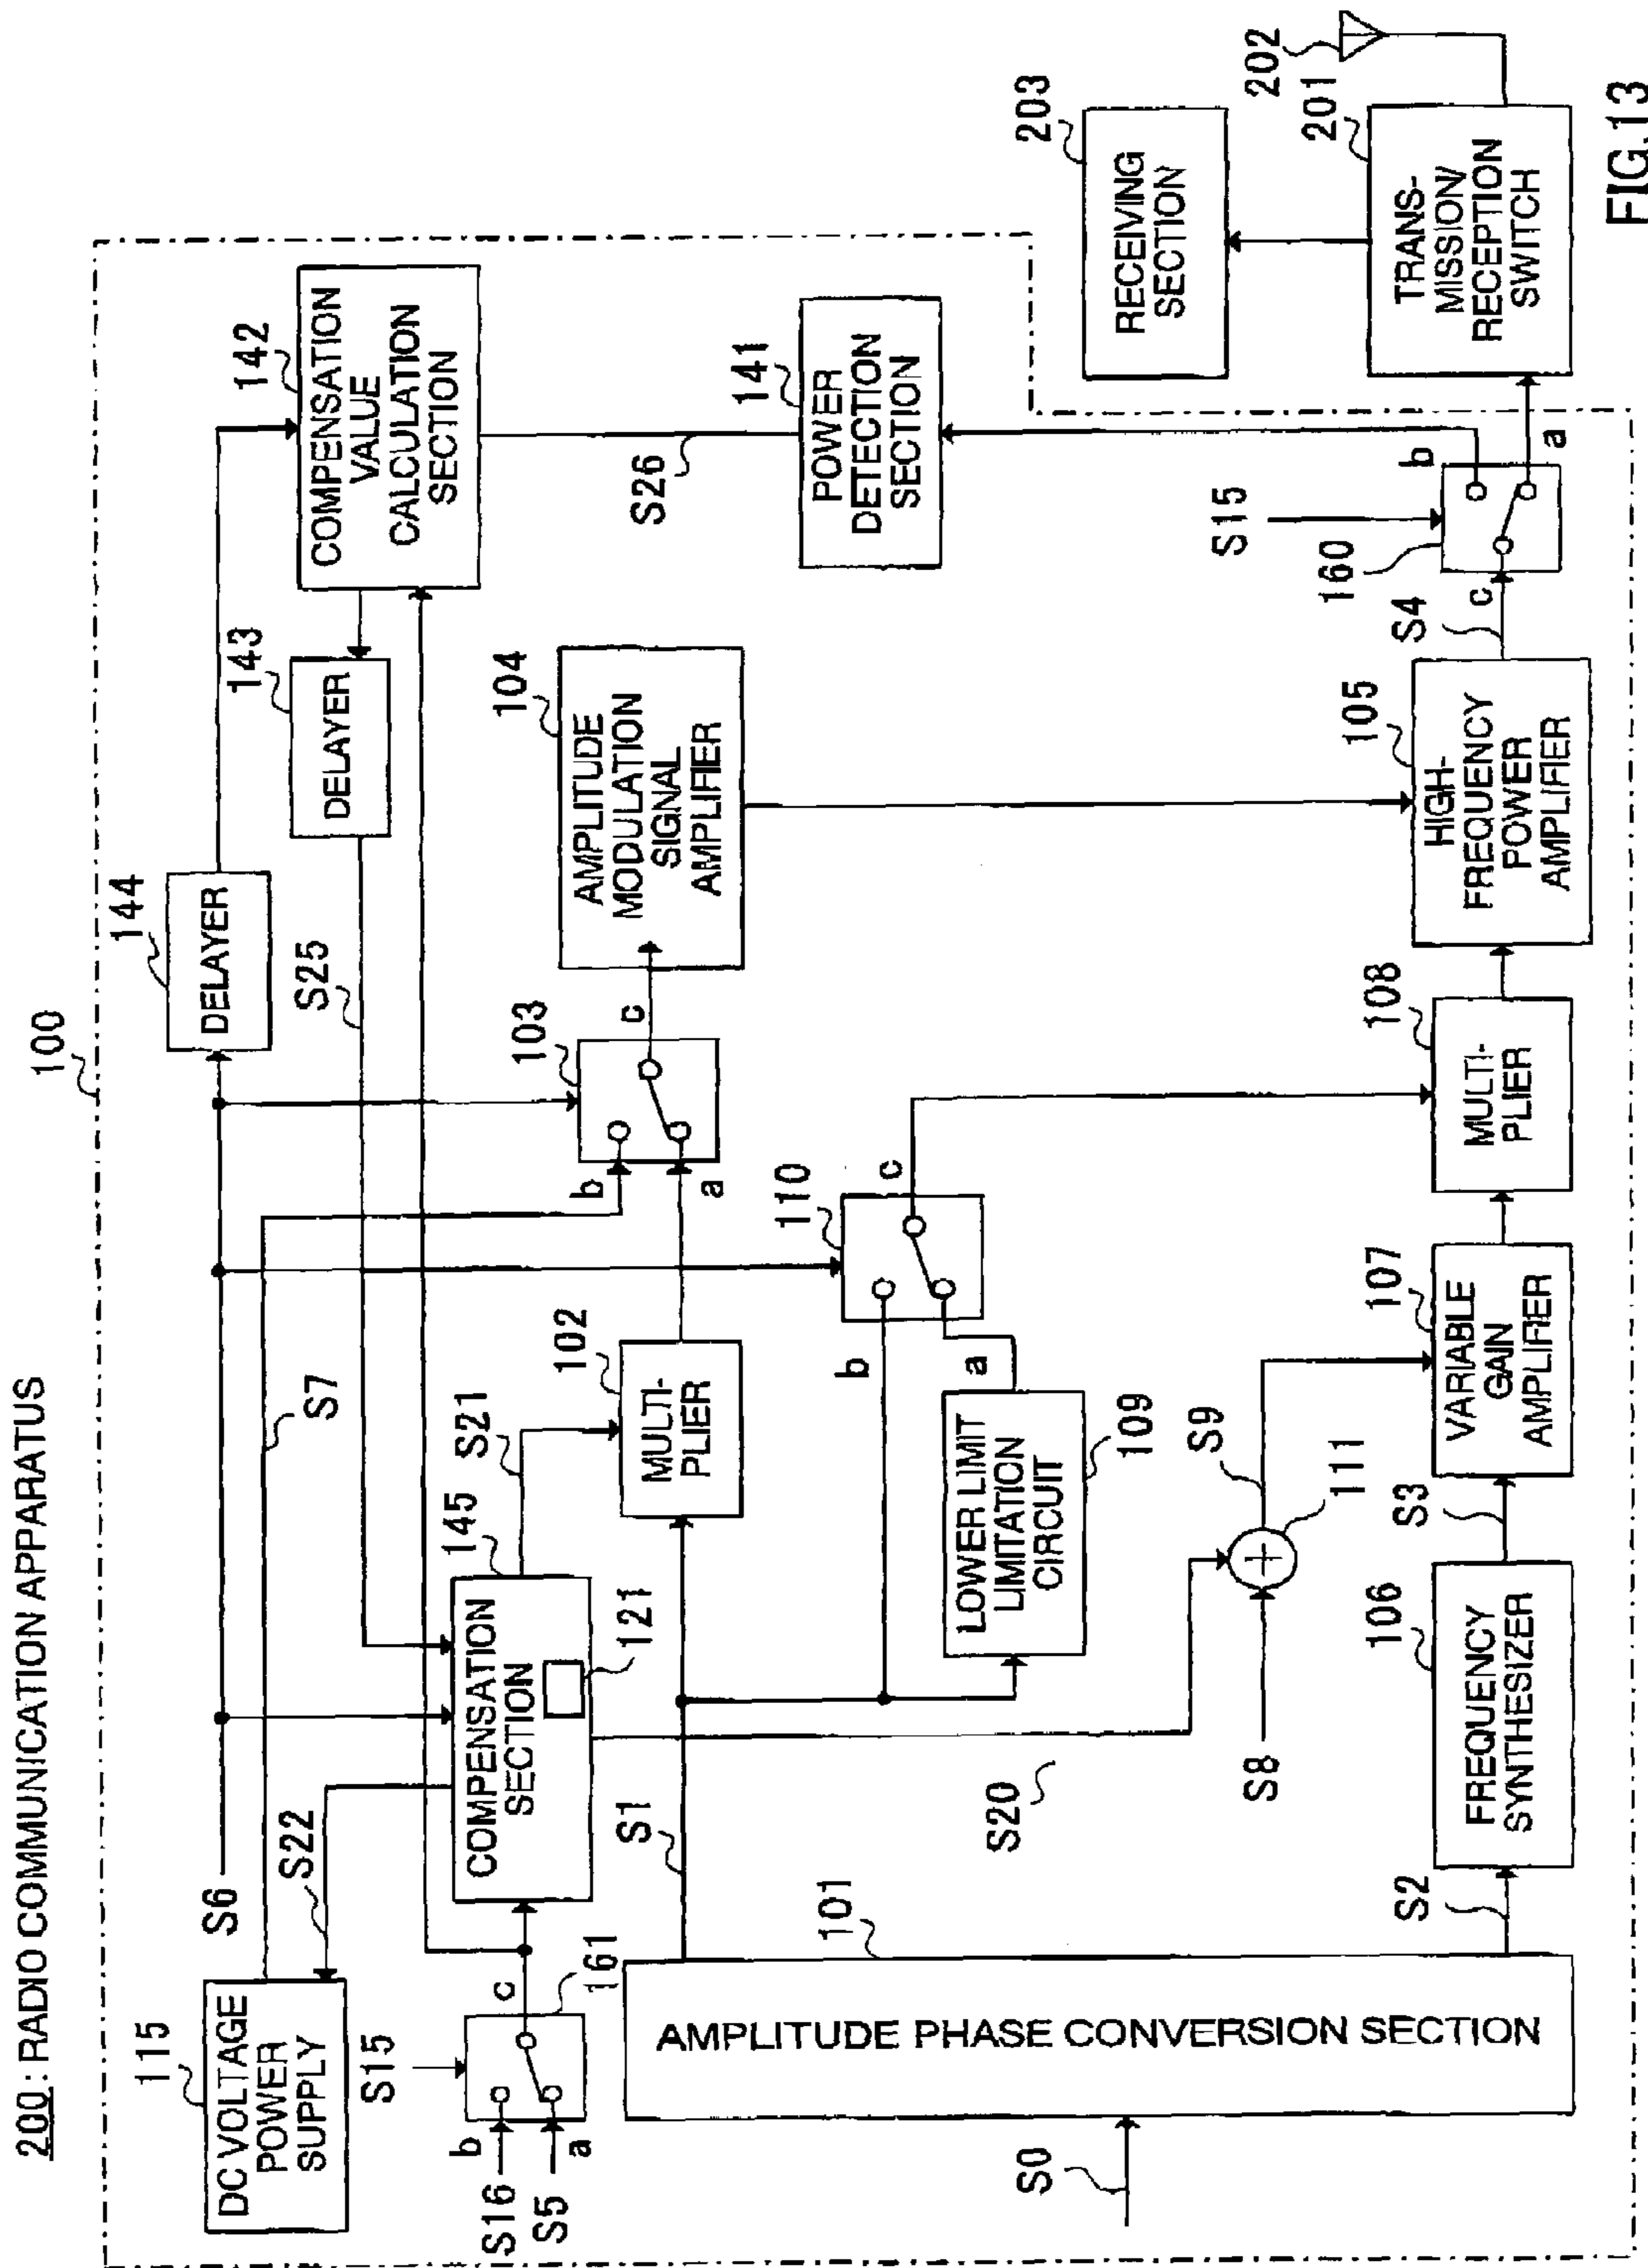 200: RADIO COMMUNICATION APPARATUS
100
115
DC VOLTAGE
POWER
SUPPLY
S6
S22
S7
144
DELAYER
S25
143
DELAYER
142
COMPENSATION
VALUE
CALCULATION
SECTION
S15
S16
b
S5
a
c
161
145
COMPENSATION
SECTION
121
S21
102
MULTI-
PLIER
b
a
103
c
104
AMPLITUDE
MODULATION
SIGNAL
AMPLIFIER
S26
141
POWER
DETECTION
SECTION
203
RECEIVING
SECTION
S0
101
AMPLITUDE PHASE CONVERSION SECTION
S1
S20
LOWER LIMIT
LIMITATION
CIRCUIT
109
b
a
110
c
S8
S9
111
S2
106
FREQUENCY
SYNTHESIZER
S3
107
VARIABLE
GAIN
AMPLIFIER
108
MULTI-
PLIER
105
HIGH-
FREQUENCY
POWER
AMPLIFIER
S4
c
160
S15
b
a
201
TRANS-
MISSION/
RECEPTION
SWITCH
202
FIG.13